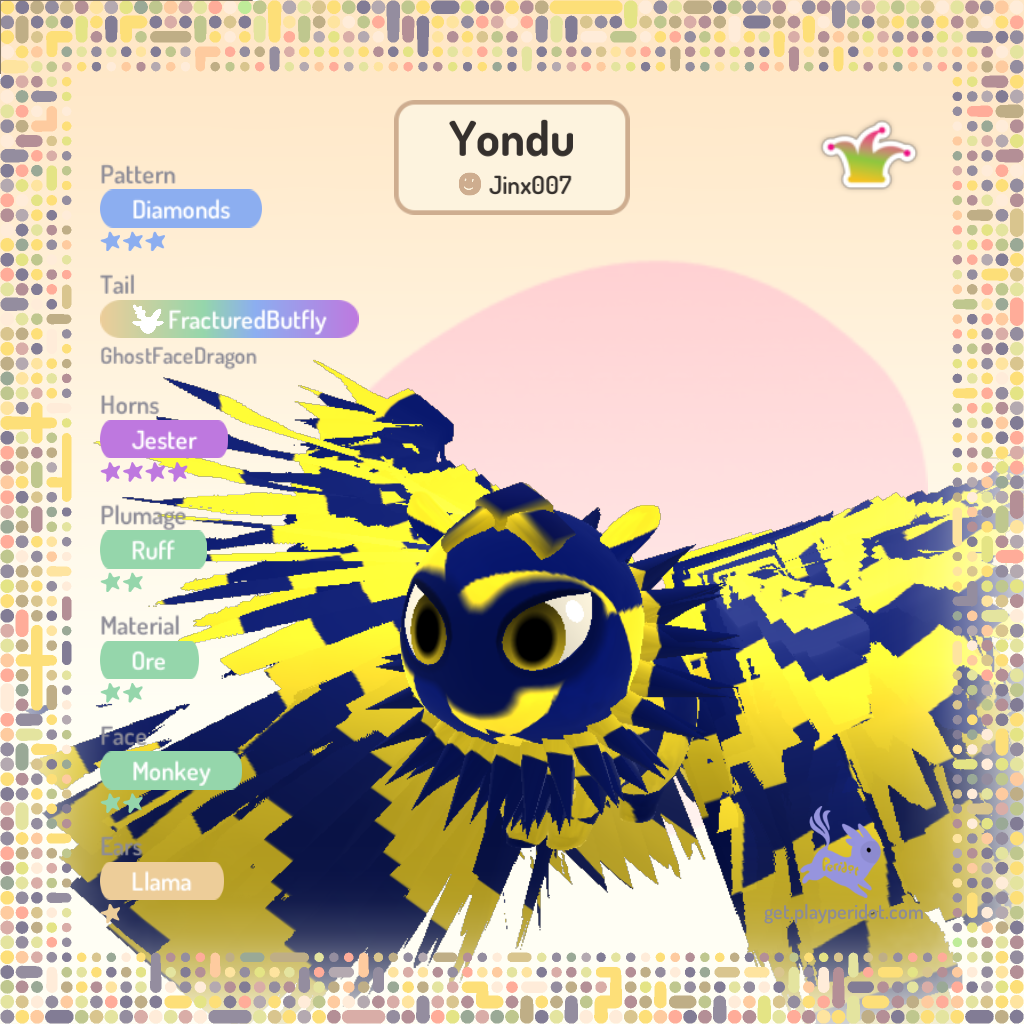 Yondu
Jinx007
Pattern
Diamonds
Tail
FracturedButfly
GhostFaceDragon
Horns
Jester
Plumage
Ruff
Material
Ore
Face
Monkey
Ears
Llama
Peridot
get.playperidot.com